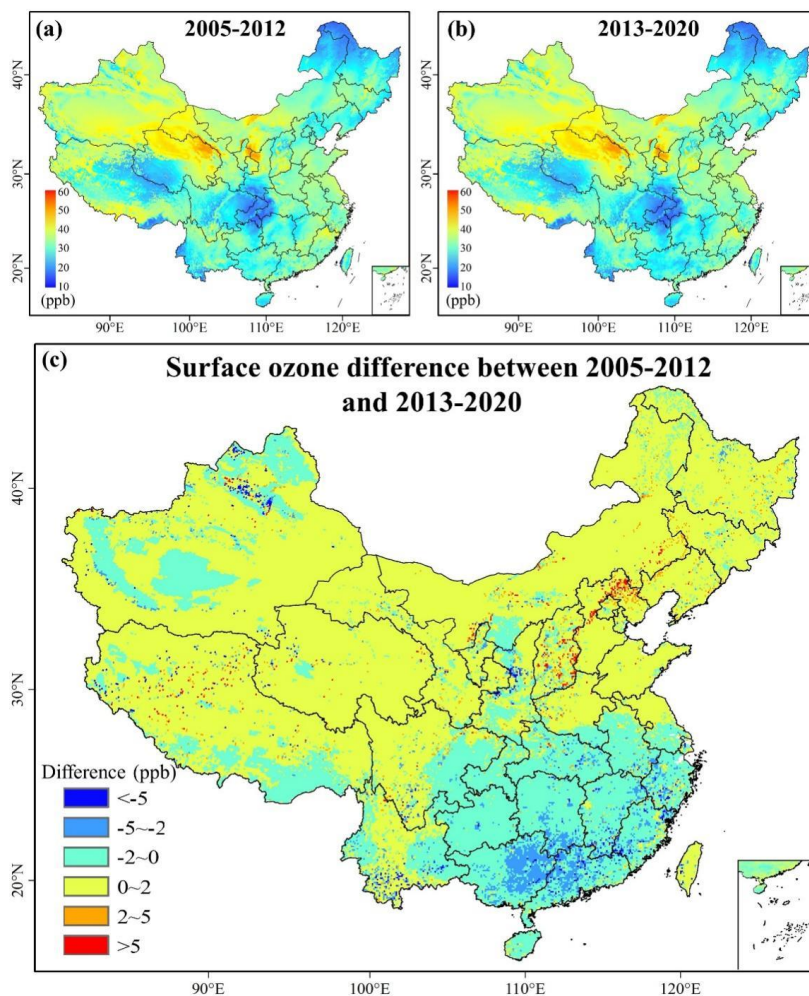 (a) 2005-2012
40°N
30°N
20°N
60
50
40
30
20
10
(ppb)
90°E 100°E 110°E 120°E
(b) 2013-2020
40°N
30°N
20°N
60
50
40
30
20
10
(ppb)
90°E 100°E 110°E 120°E
(c) Surface ozone difference between 2005-2012
and 2013-2020
40°N
30°N
20°N
Difference (ppb)
<-5
-5~-2
-2~0
0~2
2~5
>5
90°E 100°E 110°E 120°E